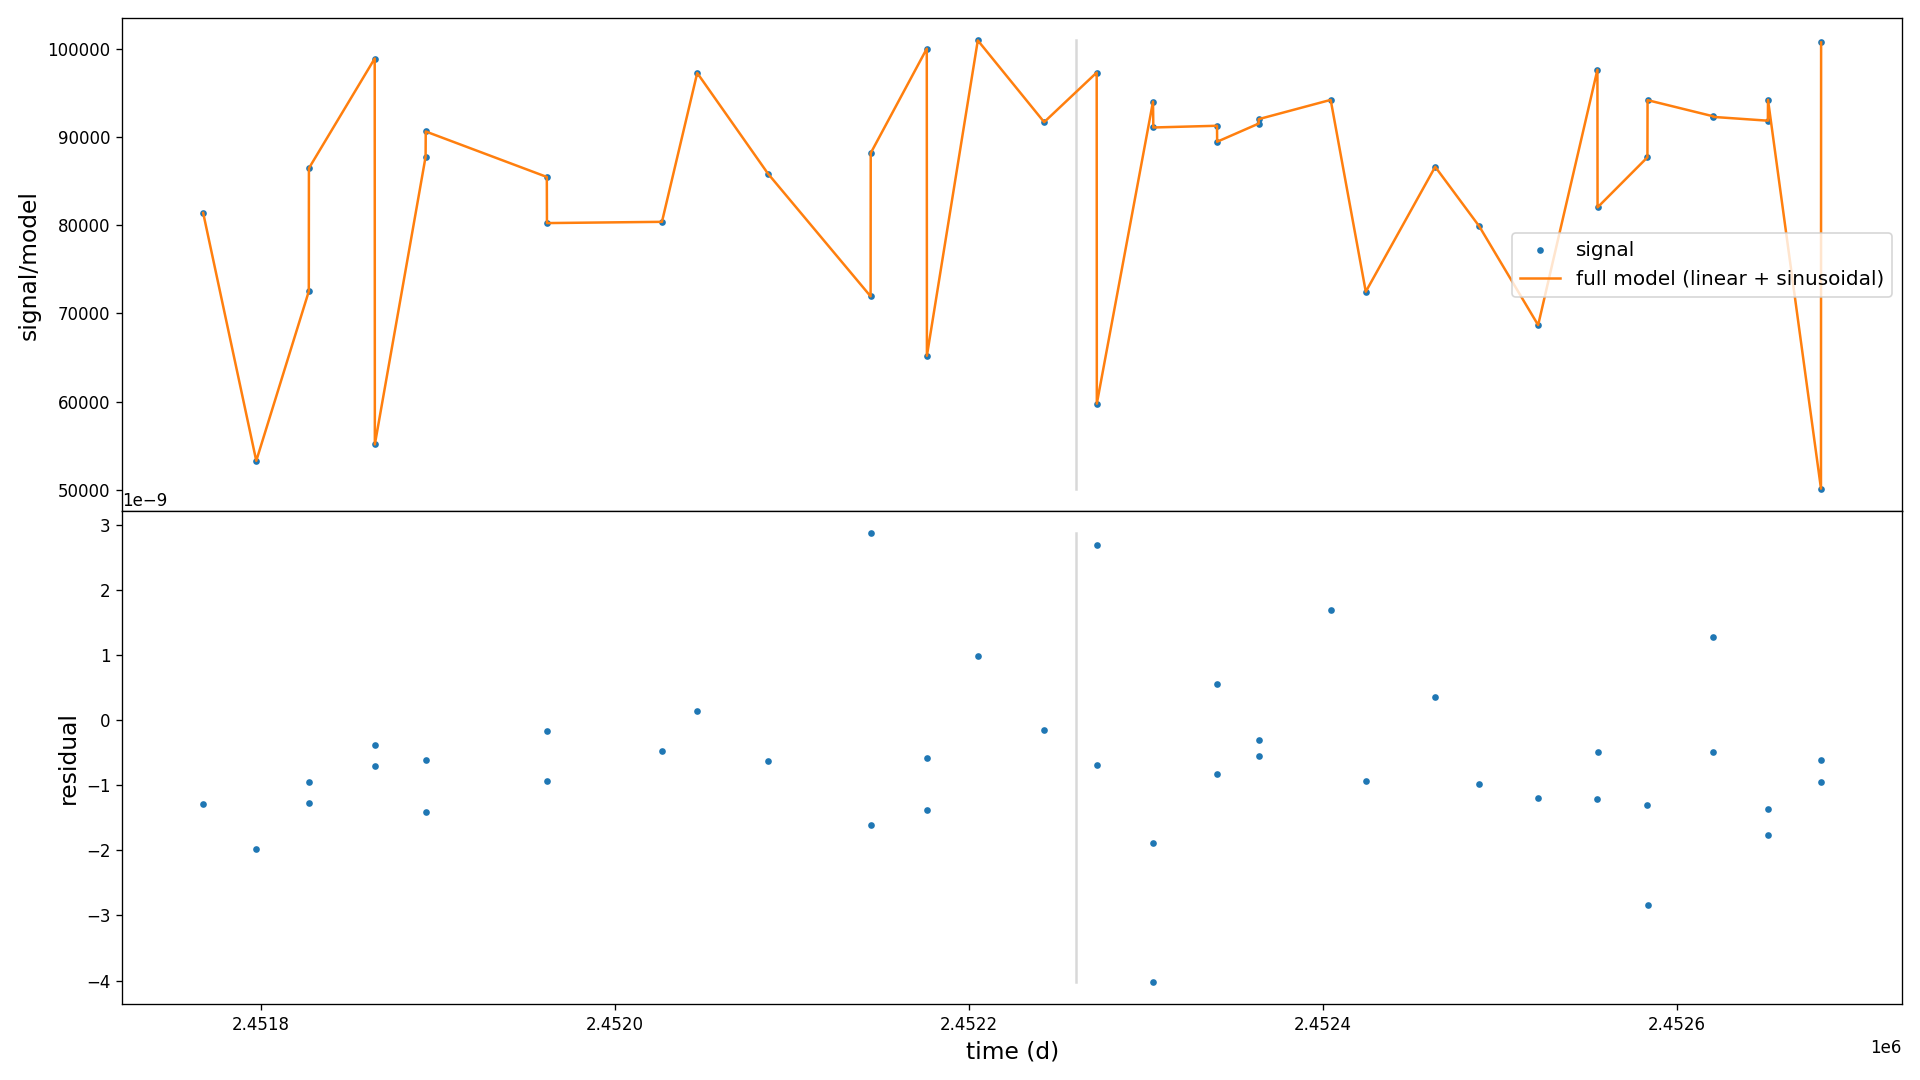 100000
90000
80000
70000
60000
50000
signal/model
signal
full model (linear + sinusoidal)
1e−9
3
2
1
0
−1
−2
−3
−4
residual
2.4518
2.4520
2.4522
2.4524
2.4526
time (d)
1e6